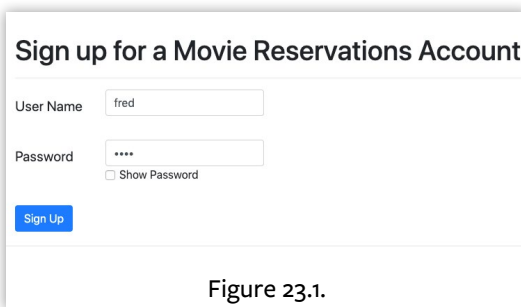 Sign up for a Movie Reservations Account
User Name
fred
Password
••••
Show Password
Sign Up
Figure 23.1.